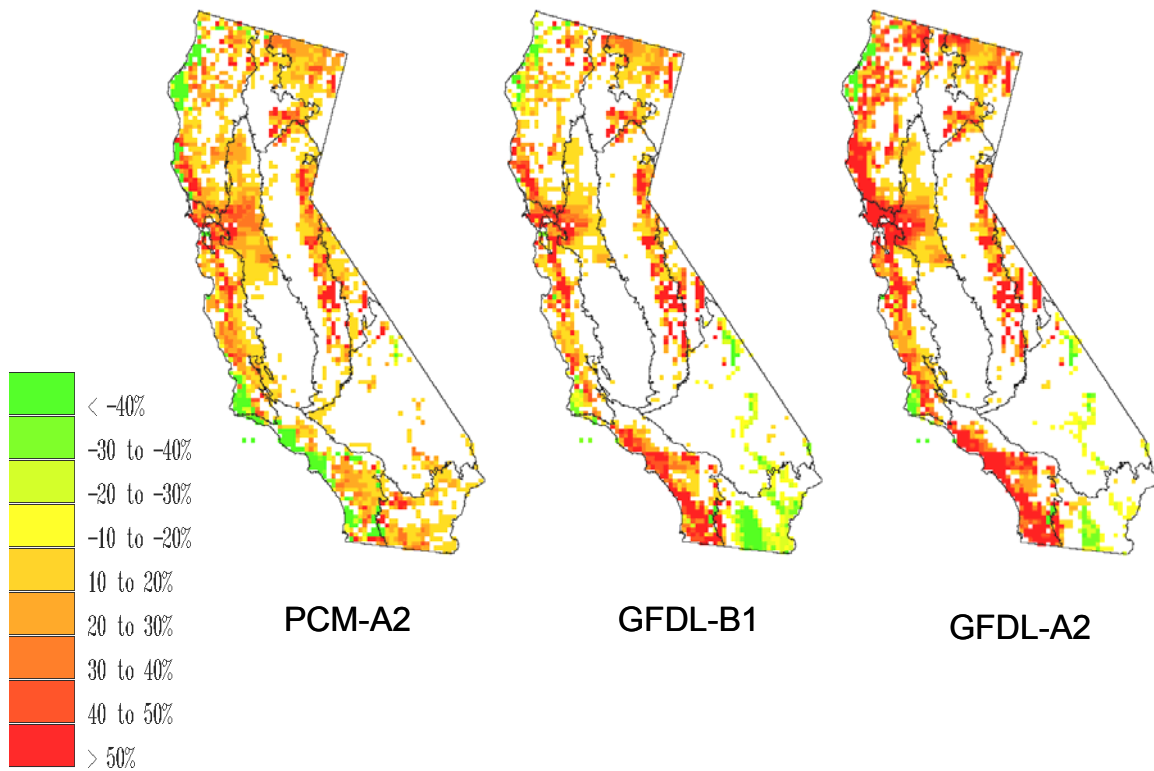 < -40%
-30 to -40%
-20 to -30%
-10 to -20%
10 to 20%
20 to 30%
30 to 40%
40 to 50%
> 50%
PCM-A2
GFDL-B1
GFDL-A2